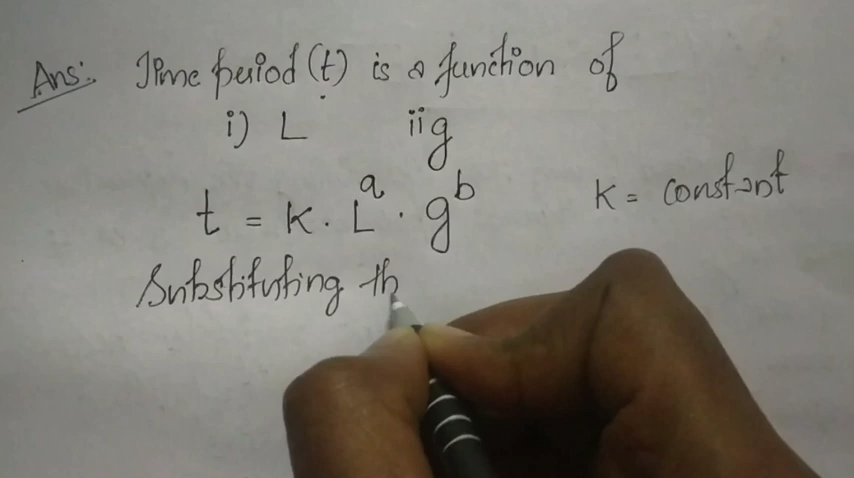 Ans:. Time period (t) is a function of
i) L ii g
t = K . L^a . g^b K = constant
Substituting th